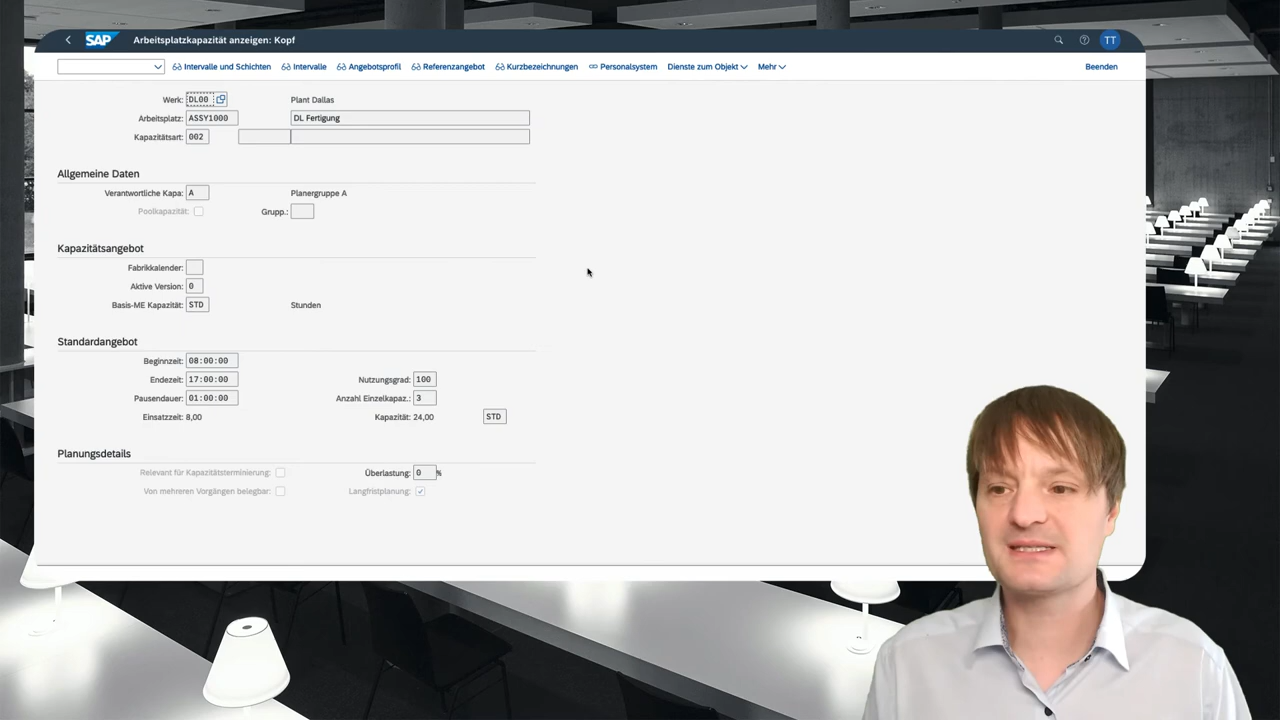 SAP Arbeitsplatzkapazität anzeigen: Kopf TT
Intervalle und Schichten Intervalle Angebotsprofil Referenzangebot Kurzbezeichnungen Personalsystem Dienste zum Objekt Mehr Beenden
Werk: DL00 Plant Dallas
Arbeitsplatz: ASSY1000 DL Fertigung
Kapazitätsart: 002
Allgemeine Daten
Verantwortliche Kapa: A Planergruppe A
Poolkapazität: Grupp.:
Kapazitätsangebot
Fabrikkalender:
Aktive Version: 0
Basis-ME Kapazität: STD Stunden
Standardangebot
Beginnzeit: 08:00:00
Endezeit: 17:00:00 Nutzungsgrad: 100
Pausendauer: 01:00:00 Anzahl Einzelkapaz.: 3
Einsatzzeit: 8,00 Kapazität: 24,00 STD
Planungsdetails
Relevant für Kapazitätsterminierung: Überlastung: 0 %
Von mehreren Vorgängen belegbar: Langfristplanung: